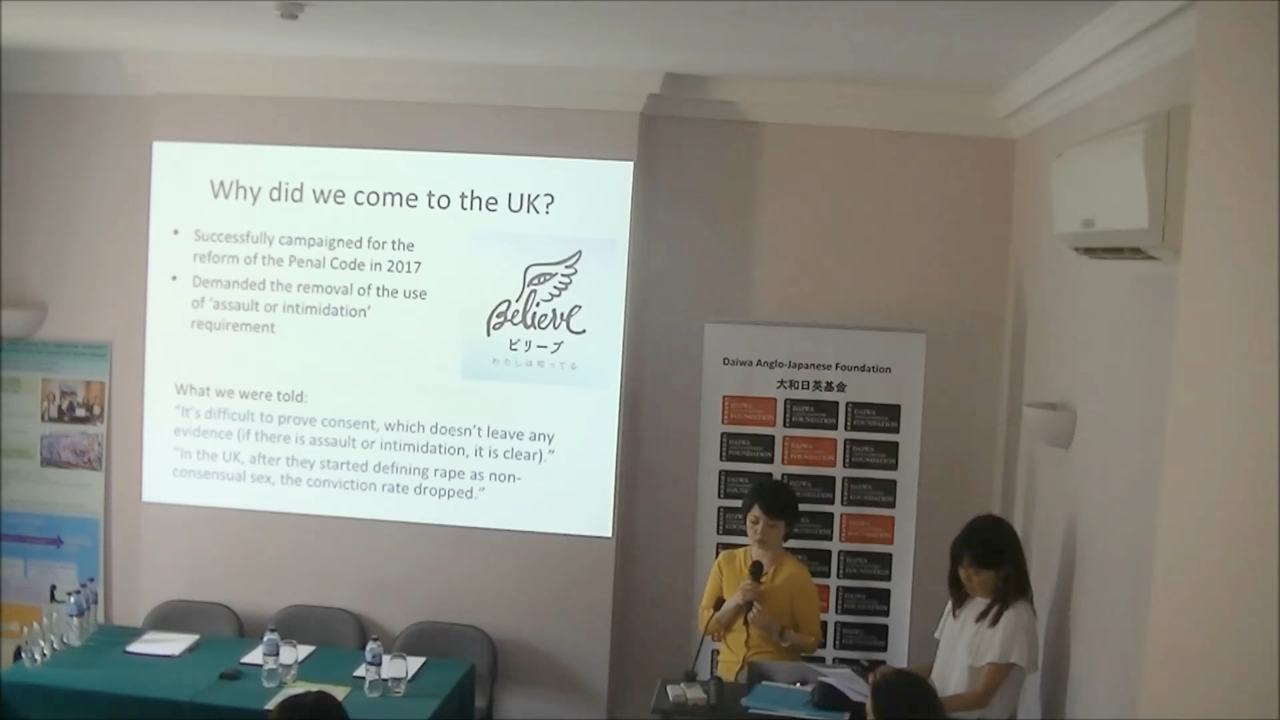 Why did we come to the UK?
• Successfully campaigned for the
reform of the Penal Code in 2017
• Demanded the removal of the use
of ‘assault or intimidation’
requirement
Believe
ビリーブ
わたしは知ってる
What we were told:
“It’s difficult to prove consent, which doesn’t leave any
evidence (if there is assault or intimidation, it is clear).”
“In the UK, after they started defining rape as non-
consensual sex, the conviction rate dropped.”
Daiwa Anglo-Japanese Foundation
大和日英基金